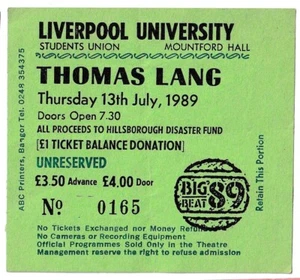 LIVERPOOL UNIVERSITY
STUDENTS UNION MOUNTFORD HALL
THOMAS LANG
Thursday 13th July, 1989
Doors Open 7.30
ALL PROCEEDS TO HILLSBOROUGH DISASTER FUND
[£1 TICKET BALANCE DONATION]
UNRESERVED
£3.50 Advance £4.00 Door
Nº 0165
BIG BEAT 89
No Tickets Exchanged nor Money Refunded
No Cameras or Recording Equipment
Official Programmes Sold Only in the Theatre
Management reserve the right to refuse admission
ABC Printers, Bangor Tel. 0248 354375
Retain This Portion